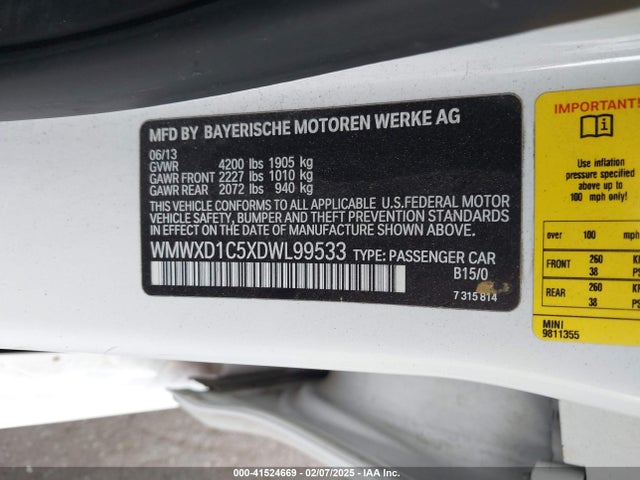 MFD BY BAYERISCHE MOTOREN WERKE AG
06/13
GVWR 4200 lbs 1905 kg
GAWR FRONT 2227 lbs 1010 kg
GAWR REAR 2072 lbs 940 kg
THIS VEHICLE CONFORMS TO ALL APPLICABLE U.S.FEDERAL MOTOR
VEHICLE SAFETY, BUMPER AND THEFT PREVENTION STANDARDS
IN EFFECT ON THE DATE OF MANUFACTURE SHOWN ABOVE.
WMWXD1C5XDWL99533 TYPE: PASSENGER CAR
B15/0
7 315 814
IMPORTANT!
Use inflation
pressure specified
above up to
100 mph only!
over 100 mph
FRONT 260
38
REAR 260
38
MINI
9811355
000-41524669 - 02/07/2025 - IAA Inc.